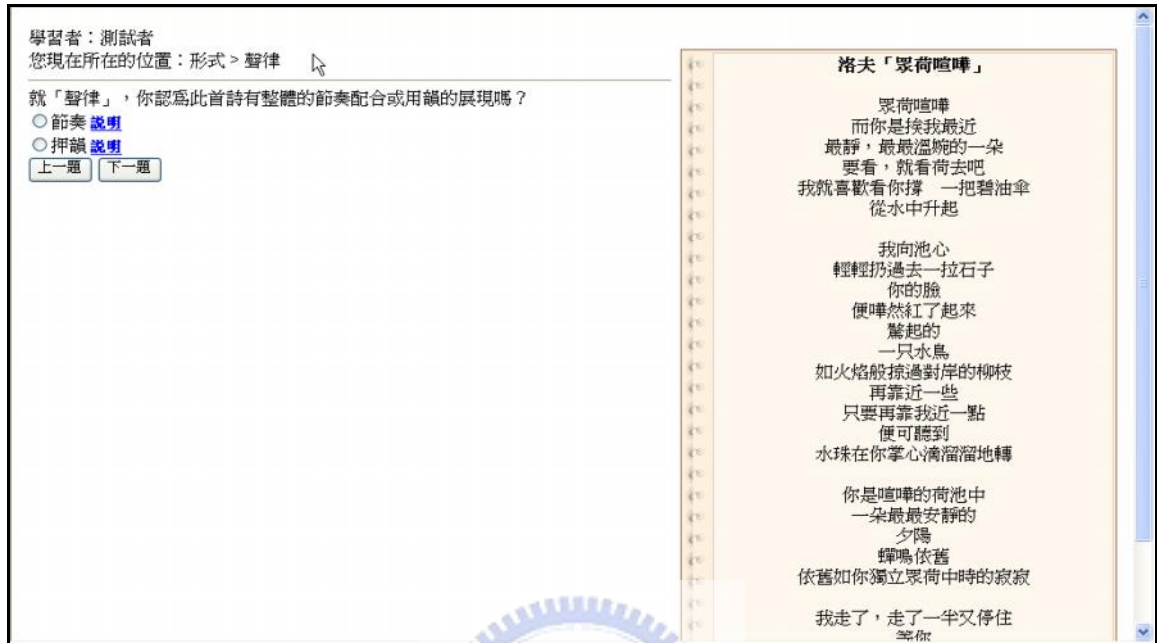 學習者：測試者
您現在所在的位置：形式 > 聲律
就「聲律」，你認為此首詩有整體的節奏配合或用韻的展現嗎？
節奏 說明
押韻 說明
上一題 下一題
洛夫「眾荷喧嘩」
眾荷喧嘩
而你是挨我最近
最靜，最最溫婉的一朵
要看，就看荷去吧
我就喜歡看你撐　一把碧油傘
從水中升起
我向池心
輕輕扔過去一拉石子
你的臉
便嘩然紅了起來
驚起的
一只水鳥
如火焰般掠過對岸的柳枝
再靠近一些
只要再靠我近一點
便可聽到
水珠在你掌心滴溜溜地轉
你是喧嘩的荷池中
一朵最最安靜的
夕陽
蟬鳴依舊
依舊如你獨立眾荷中時的寂寂
我走了，走了一半又停住
等你